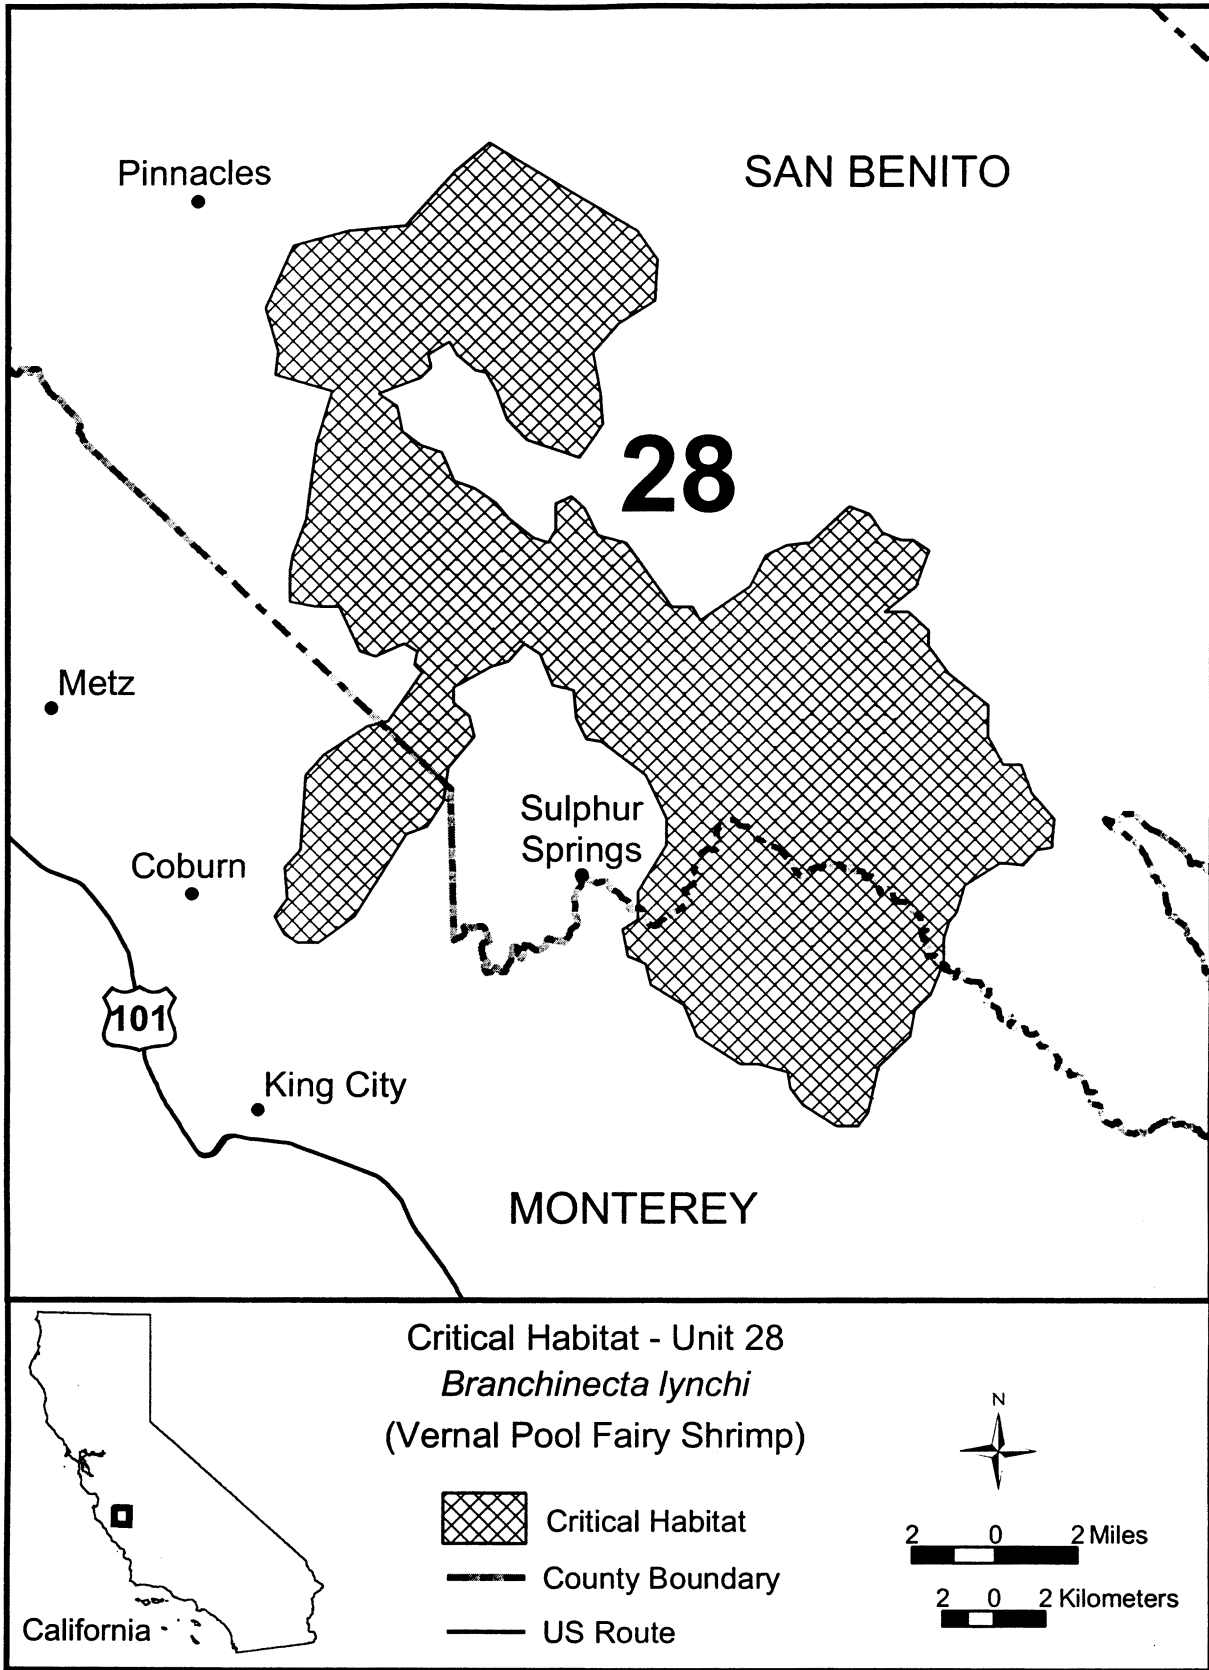 Pinnacles
SAN BENITO
28
Metz
Sulphur
Springs
Coburn
101
King City
MONTEREY
Critical Habitat - Unit 28
Branchinecta lynchi
(Vernal Pool Fairy Shrimp)
N
Critical Habitat
2 0 2 Miles
County Boundary
2 0 2 Kilometers
US Route
California